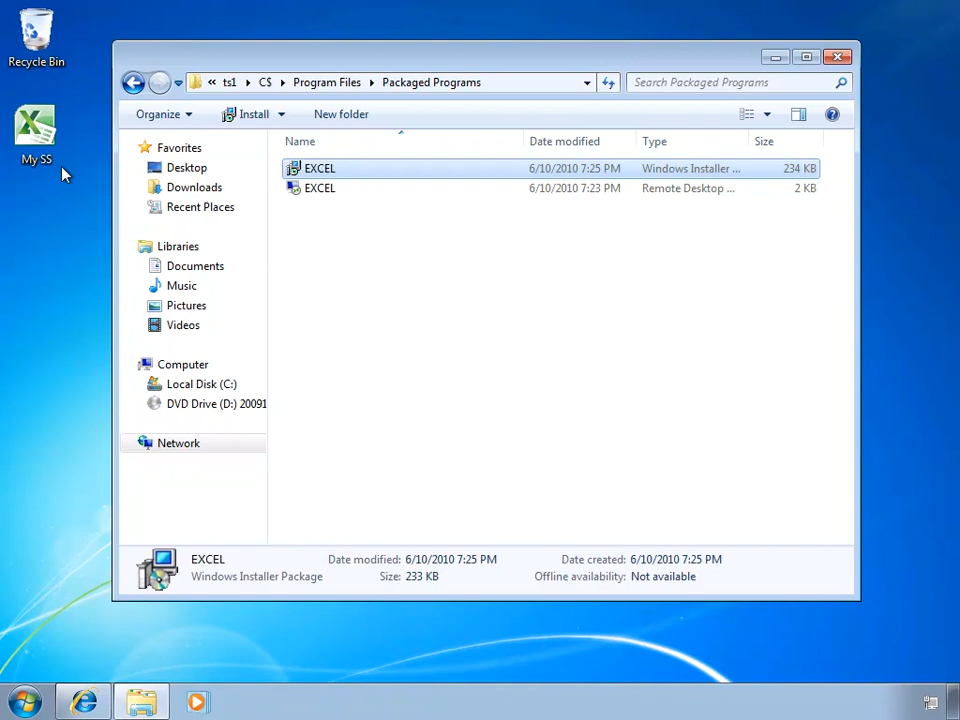 Recycle Bin
My SS
« ts1 C$ Program Files Packaged Programs
Search Packaged Programs
Organize Install New folder
Name Date modified Type Size
EXCEL 6/10/2010 7:25 PM Windows Installer ... 234 KB
EXCEL 6/10/2010 7:23 PM Remote Desktop ... 2 KB
Favorites
Desktop
Downloads
Recent Places
Libraries
Documents
Music
Pictures
Videos
Computer
Local Disk (C:)
DVD Drive (D:) 20091
Network
EXCEL Date modified: 6/10/2010 7:25 PM Date created: 6/10/2010 7:25 PM
Windows Installer Package Size: 233 KB Offline availability: Not available